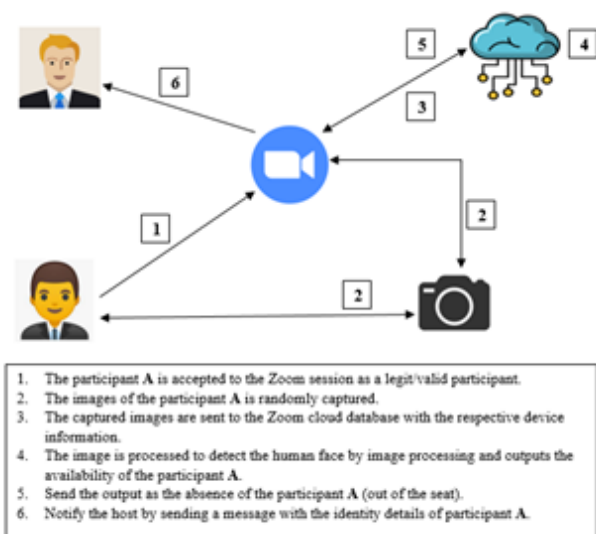 5
4
6
3
1
2
2
1. The participant A is accepted to the Zoom session as a legit/valid participant.
2. The images of the participant A is randomly captured.
3. The captured images are sent to the Zoom cloud database with the respective device
information.
4. The image is processed to detect the human face by image processing and outputs the
availability of the participant A.
5. Send the output as the absence of the participant A (out of the seat).
6. Notify the host by sending a message with the identity details of participant A.